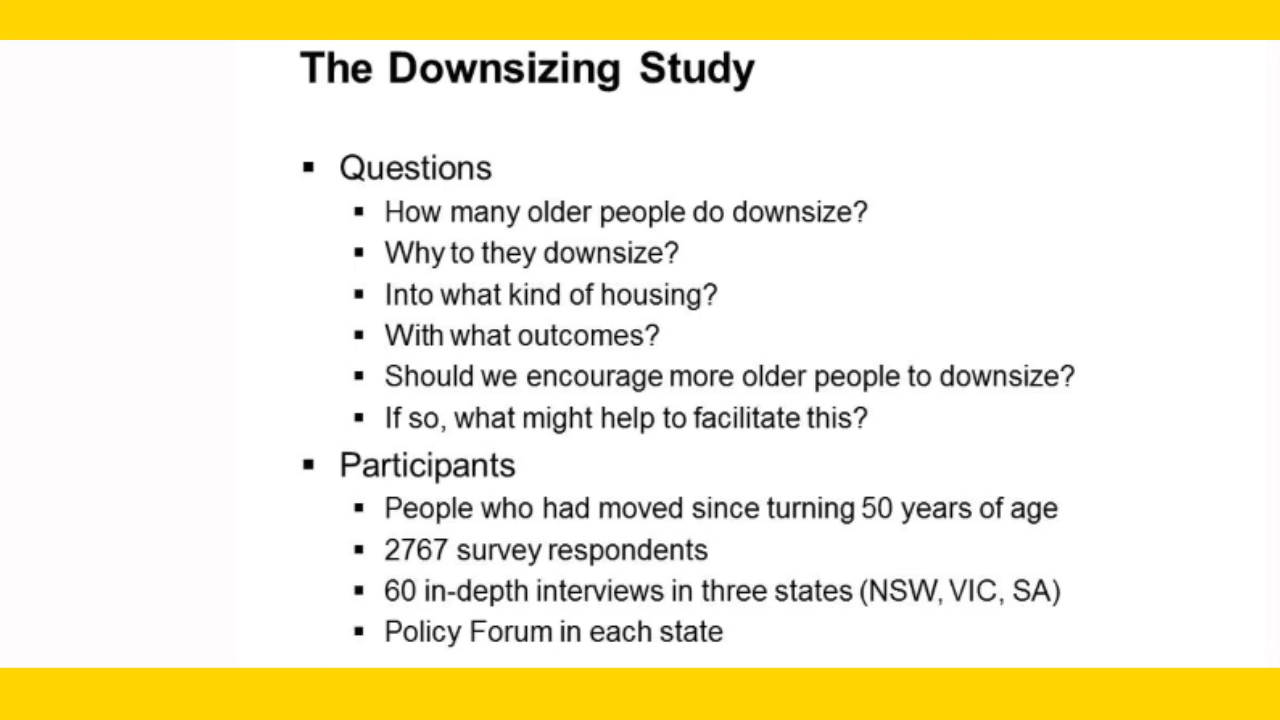 The Downsizing Study
▪ Questions
▪ How many older people do downsize?
▪ Why to they downsize?
▪ Into what kind of housing?
▪ With what outcomes?
▪ Should we encourage more older people to downsize?
▪ If so, what might help to facilitate this?
▪ Participants
▪ People who had moved since turning 50 years of age
▪ 2767 survey respondents
▪ 60 in-depth interviews in three states (NSW, VIC, SA)
▪ Policy Forum in each state